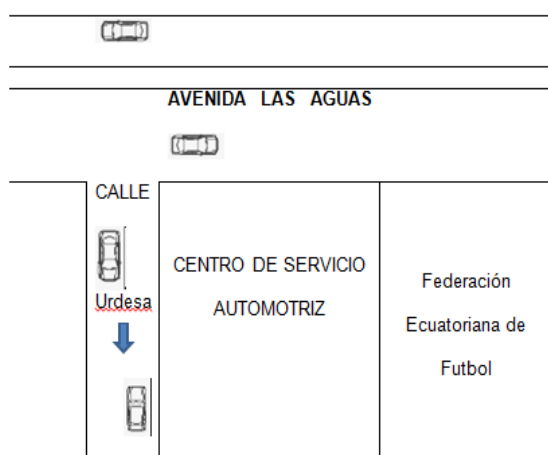 AVENIDA LAS AGUAS
CALLE
Urdesa
CENTRO DE SERVICIO
AUTOMOTRIZ
Federación
Ecuatoriana de
Futbol